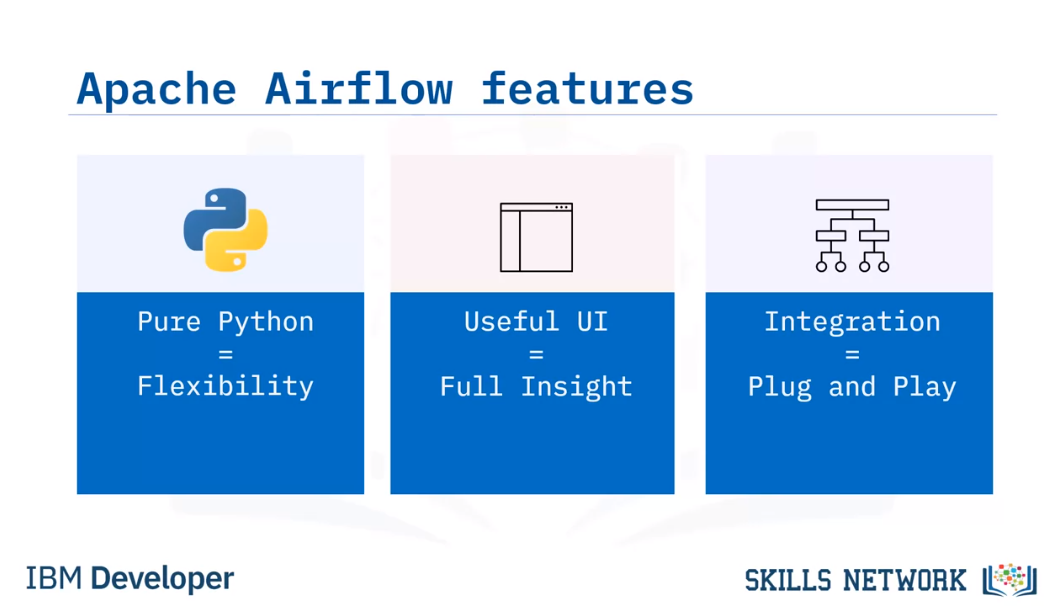 Apache Airflow features
Pure Python
=
Flexibility
Useful UI
=
Full Insight
Integration
=
Plug and Play
IBM Developer
SKILLS NETWORK